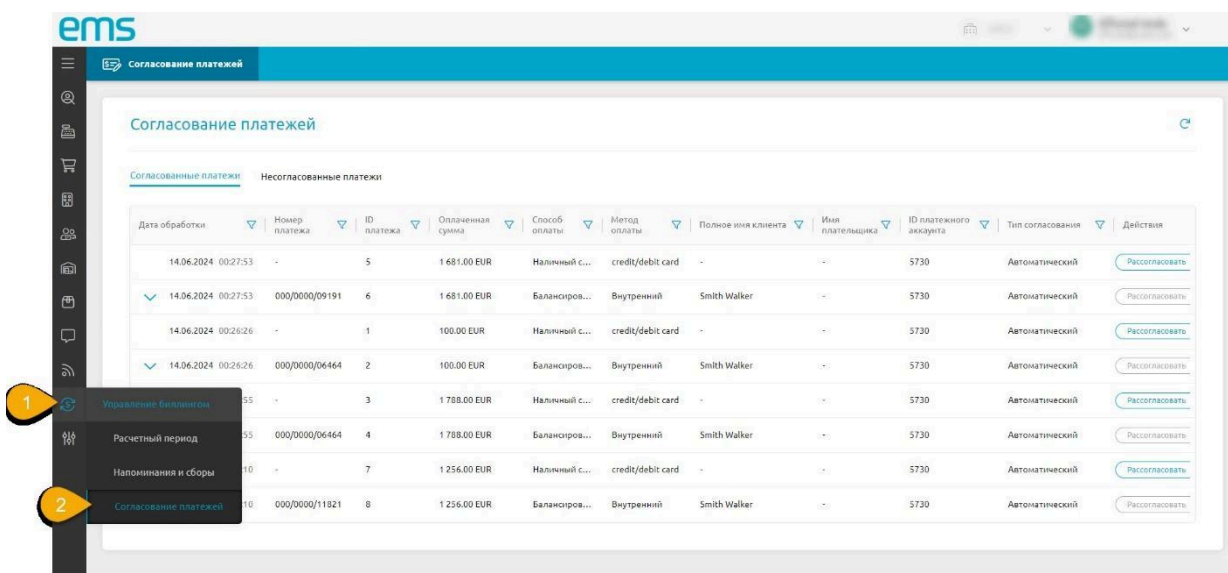 ems
Согласование платежей
Согласование платежей
Согласованные платежи Несогласованные платежи
Дата обработки Номер платежа ID платежа Оплаченная сумма Способ оплаты Метод оплаты Полное имя клиента Имя плательщика ID платежного аккаунта Тип согласования Действия
14.06.2024 00:27:53 - 5 1 681.00 EUR Наличный с... credit/debit card - - 5730 Автоматический Рассогласовать
14.06.2024 00:27:53 000/0000/09191 6 1 681.00 EUR Балансиров... Внутренний Smith Walker - 5730 Автоматический Рассогласовать
14.06.2024 00:26:26 - 1 100.00 EUR Наличный с... credit/debit card - - 5730 Автоматический Рассогласовать
14.06.2024 00:26:26 000/0000/06464 2 100.00 EUR Балансиров... Внутренний Smith Walker - 5730 Автоматический Рассогласовать
1 Управление биллингом :55 - 3 1 788.00 EUR Наличный с... credit/debit card - - 5730 Автоматический Рассогласовать
Расчетный период :55 000/0000/06464 4 1 788.00 EUR Балансиров... Внутренний Smith Walker - 5730 Автоматический Рассогласовать
Напоминания и сборы :10 - 7 1 256.00 EUR Наличный с... credit/debit card - - 5730 Автоматический Рассогласовать
2 Согласование платежей :10 000/0000/11821 8 1 256.00 EUR Балансиров... Внутренний Smith Walker - 5730 Автоматический Рассогласовать